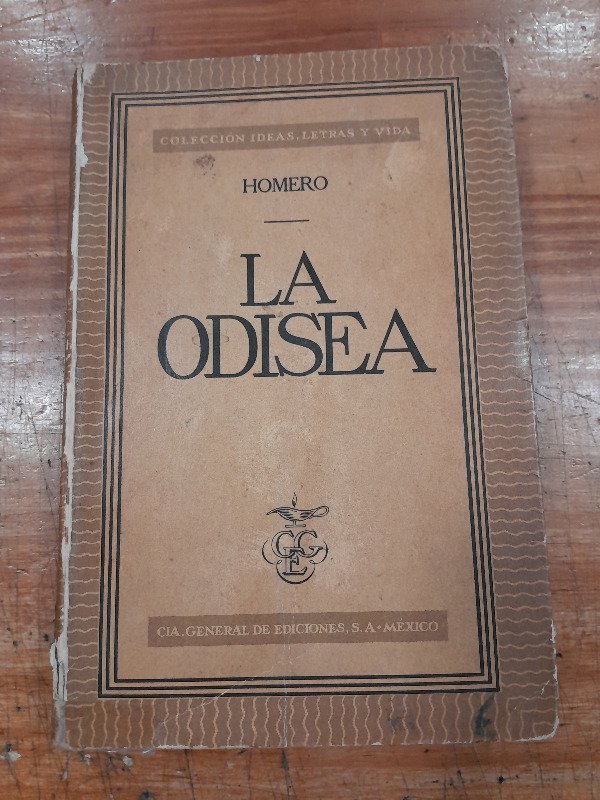 COLECCIÓN IDEAS, LETRAS Y VIDA
HOMERO
LA
ODISEA
CGE
CIA. GENERAL DE EDICIONES, S. A • MÉXICO